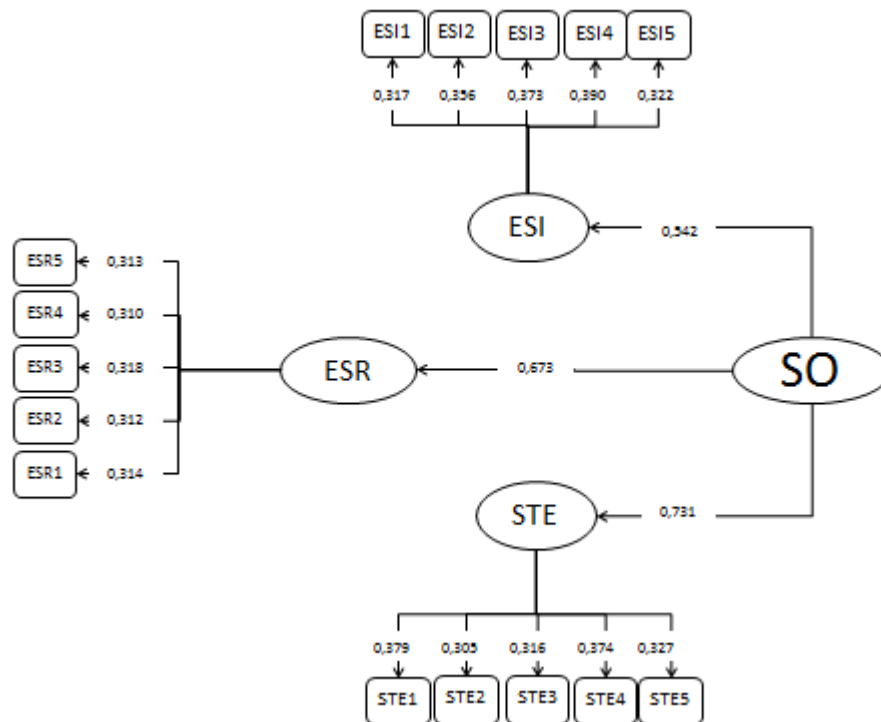 ESI1 ESI2 ESI3 ESI4 ESI5
0,317 0,356 0,373 0,390 0,322
ESI
0,542
ESR5 0,313
ESR4 0,310
ESR3 0,318
ESR2 0,312
ESR1 0,314
ESR
0,673
SO
STE
0,731
0,379 0,305 0,316 0,374 0,327
STE1 STE2 STE3 STE4 STE5